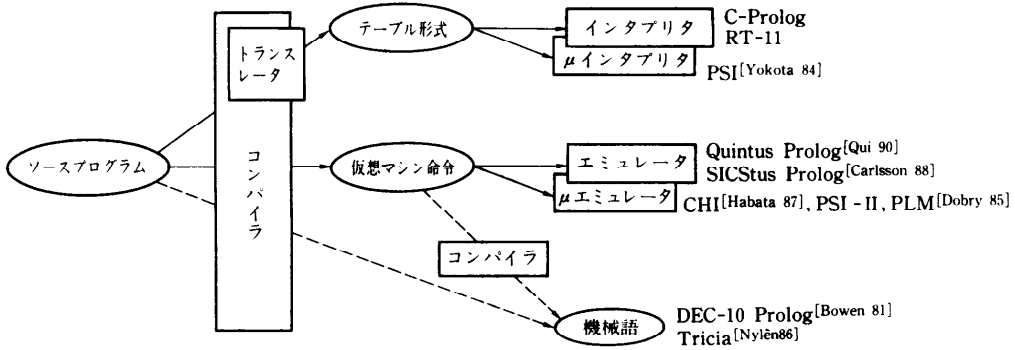 トランス
レータ
テーブル形式
インタプリタ
C-Prolog
RT-11
μインタプリタ
PSI[Yokota 84]
ソースプログラム
コンパイラ
仮想マシン命令
エミュレータ
Quintus Prolog[Qui 90]
SICStus Prolog[Carlsson 88]
μエミュレータ
CHI[Habata 87], PSI-II, PLM[Dobry 85]
コンパイラ
機械語
DEC-10 Prolog[Bowen 81]
Tricia[Nylèn86]